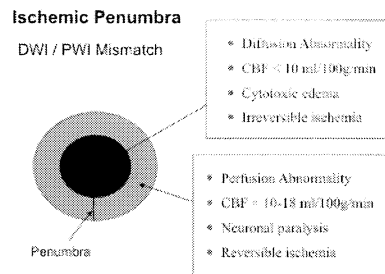 Ischemic Penumbra
DWI / PWI Mismatch
* Diffusion Abnormality
* CBF < 10 ml/100g/min
* Cytotoxic edema
* Irreversible ischemia
* Perfusion Abnormality
* CBF = 10-18 ml/100g/min
* Neuronal paralysis
* Reversible ischemia
Penumbra